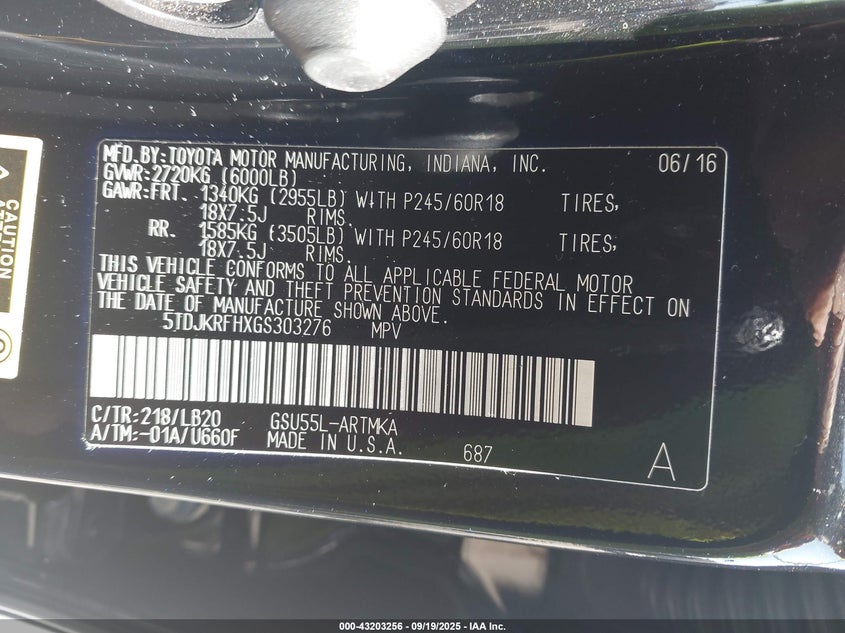 MFD.BY:TOYOTA MOTOR MANUFACTURING, INDIANA, INC. 06/16
GVWR:2720KG (6000LB)
GAWR:FRT. 1340KG (2955LB) WITH P245/60R18 TIRES,
18X7.5J RIMS,
RR. 1585KG (3505LB) WITH P245/60R18 TIRES,
18X7.5J RIMS.
THIS VEHICLE CONFORMS TO ALL APPLICABLE FEDERAL MOTOR
VEHICLE SAFETY AND THEFT PREVENTION STANDARDS IN EFFECT ON
THE DATE OF MANUFACTURE SHOWN ABOVE.
5TDJKRFHXGS303276 MPV
C/TR:218/LB20 GSU55L-ARTMKA
A/TM:-01A/U660F MADE IN U.S.A. 687 A
CAUTION
000-43203256 - 09/19/2025 - IAA Inc.